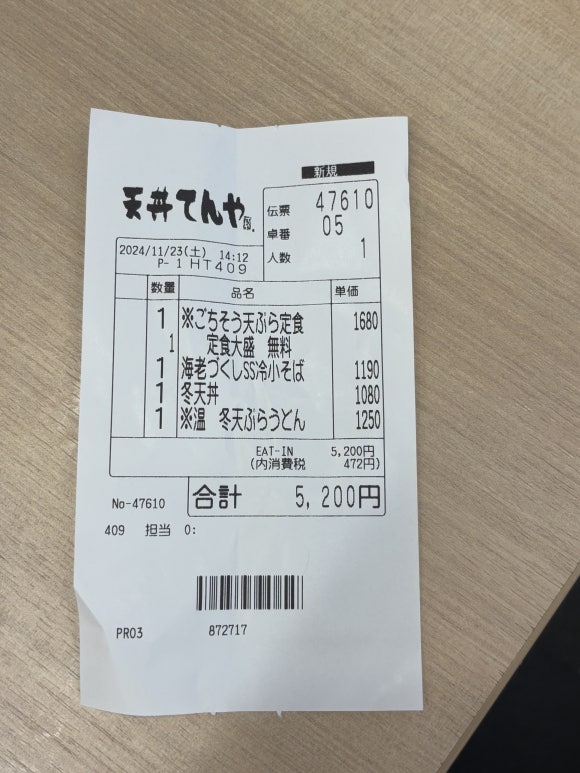 新規
天丼てんや
伝票 47610
卓番 05
人数 1
2024/11/23(土) 14:12
P- 1 HT409
数量 品名 単価
1 ※ごちそう天ぷら定食 1680
1 定食大盛 無料
1 海老づくしSS冷小そば 1190
1 冬天丼 1080
1 ※温 冬天ぷらうどん 1250
EAT-IN 5,200円
(内消費税 472円)
No-47610 合計 5,200円
409 担当 0:
PR03 872717